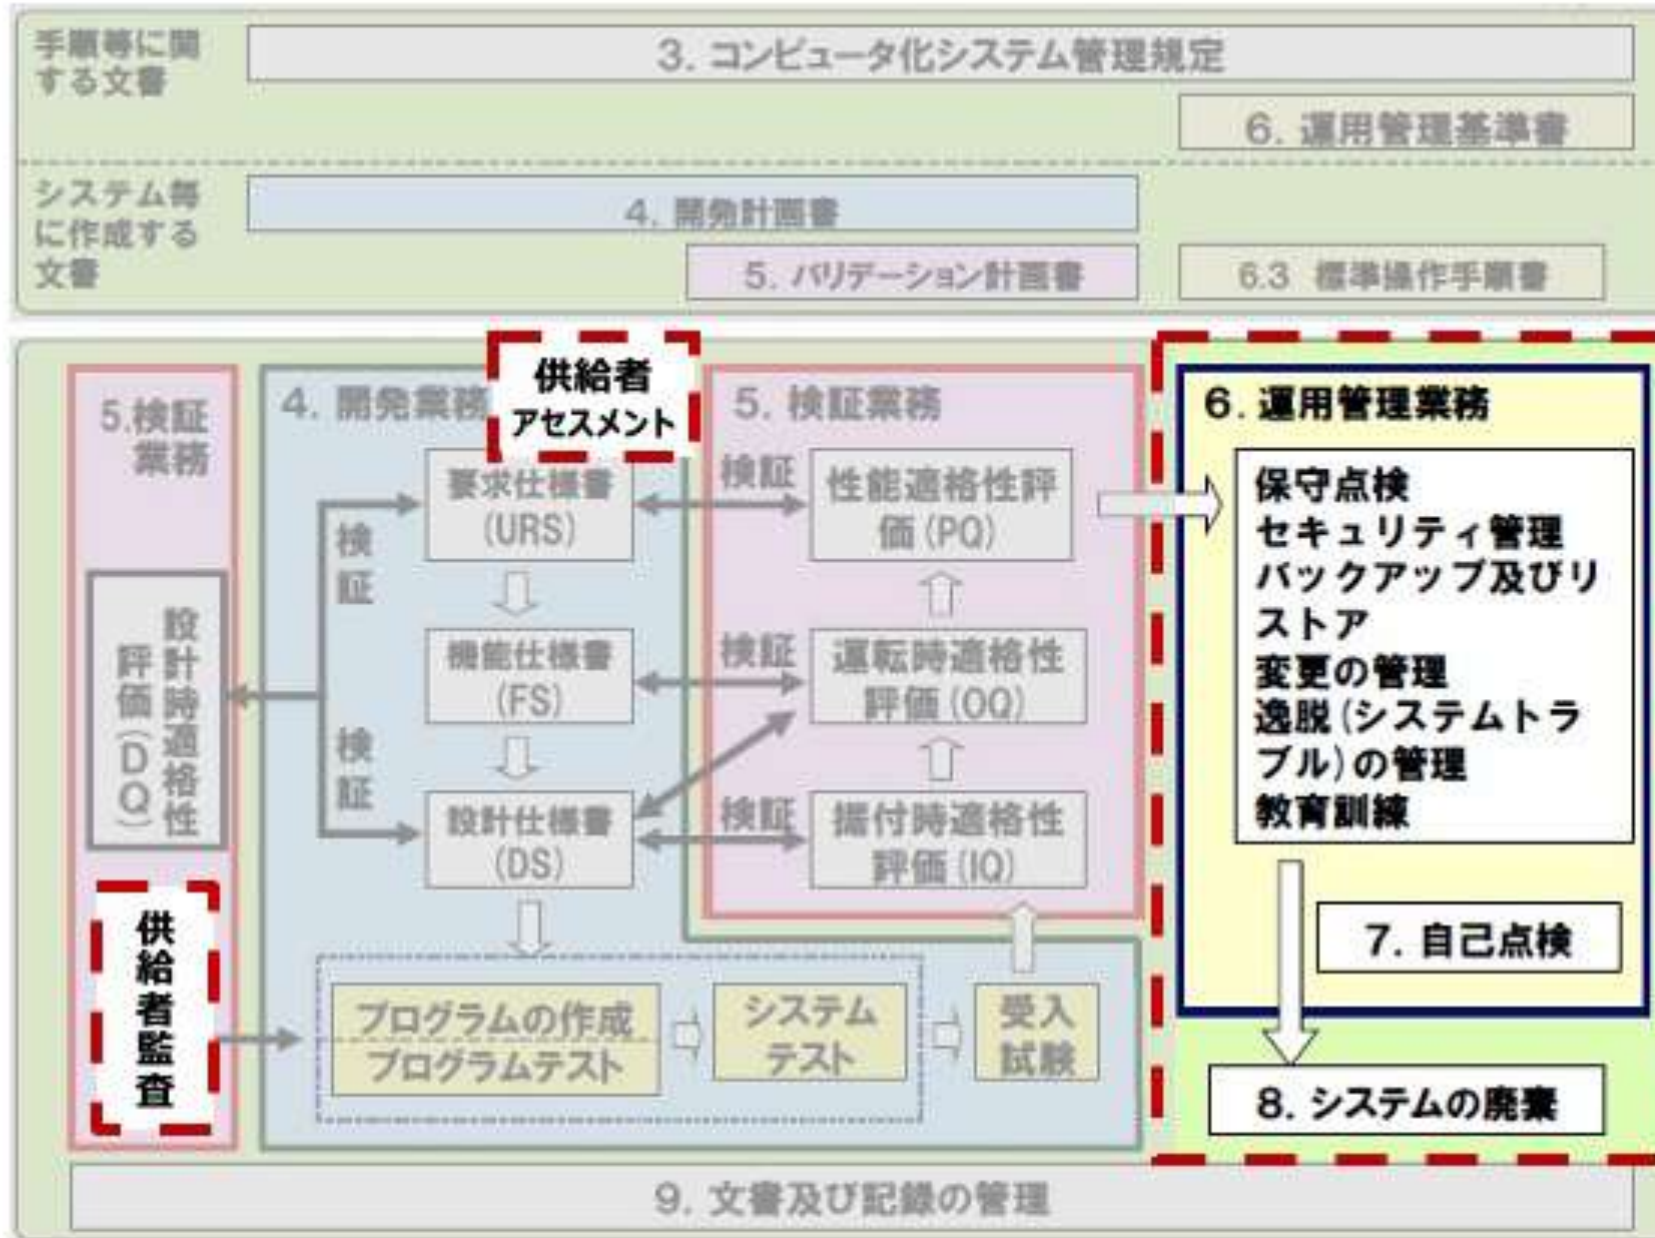 手順等に関
する文書
3. コンピュータ化システム管理規定
6. 運用管理基準書
システム毎
に作成する
文書
4. 開発計画書
5. バリデーション計画書
6.3 標準操作手順書
5.検証
業務
4. 開発業務
供給者
アセスメント
5. 検証業務
6. 運用管理業務
設計時適格性
評価(DQ)
検証
検証
要求仕様書
(URS)
機能仕様書
(FS)
設計仕様書
(DS)
検証
検証
検証
性能適格性評
価(PQ)
運転時適格性
評価(OQ)
据付時適格性
評価(IQ)
保守点検
セキュリティ管理
バックアップ及びリ
ストア
変更の管理
逸脱(システムトラ
ブル)の管理
教育訓練
7. 自己点検
8. システムの廃棄
供給者監査
プログラムの作成
プログラムテスト
システム
テスト
受入
試験
9. 文書及び記録の管理